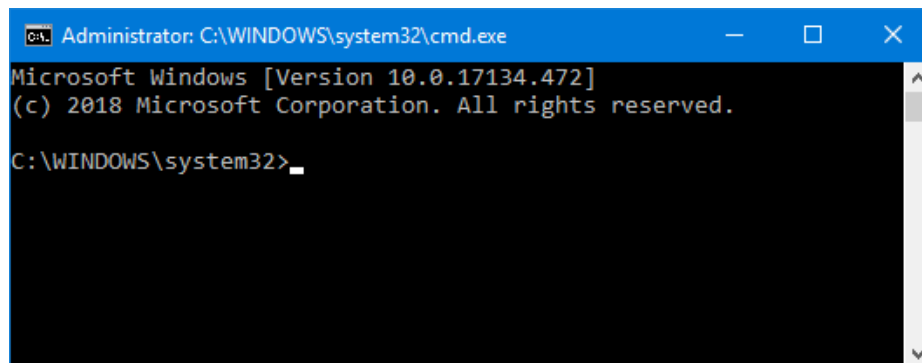 Administrator: C:\WINDOWS\system32\cmd.exe
Microsoft Windows [Version 10.0.17134.472]
(c) 2018 Microsoft Corporation. All rights reserved.
C:\WINDOWS\system32>